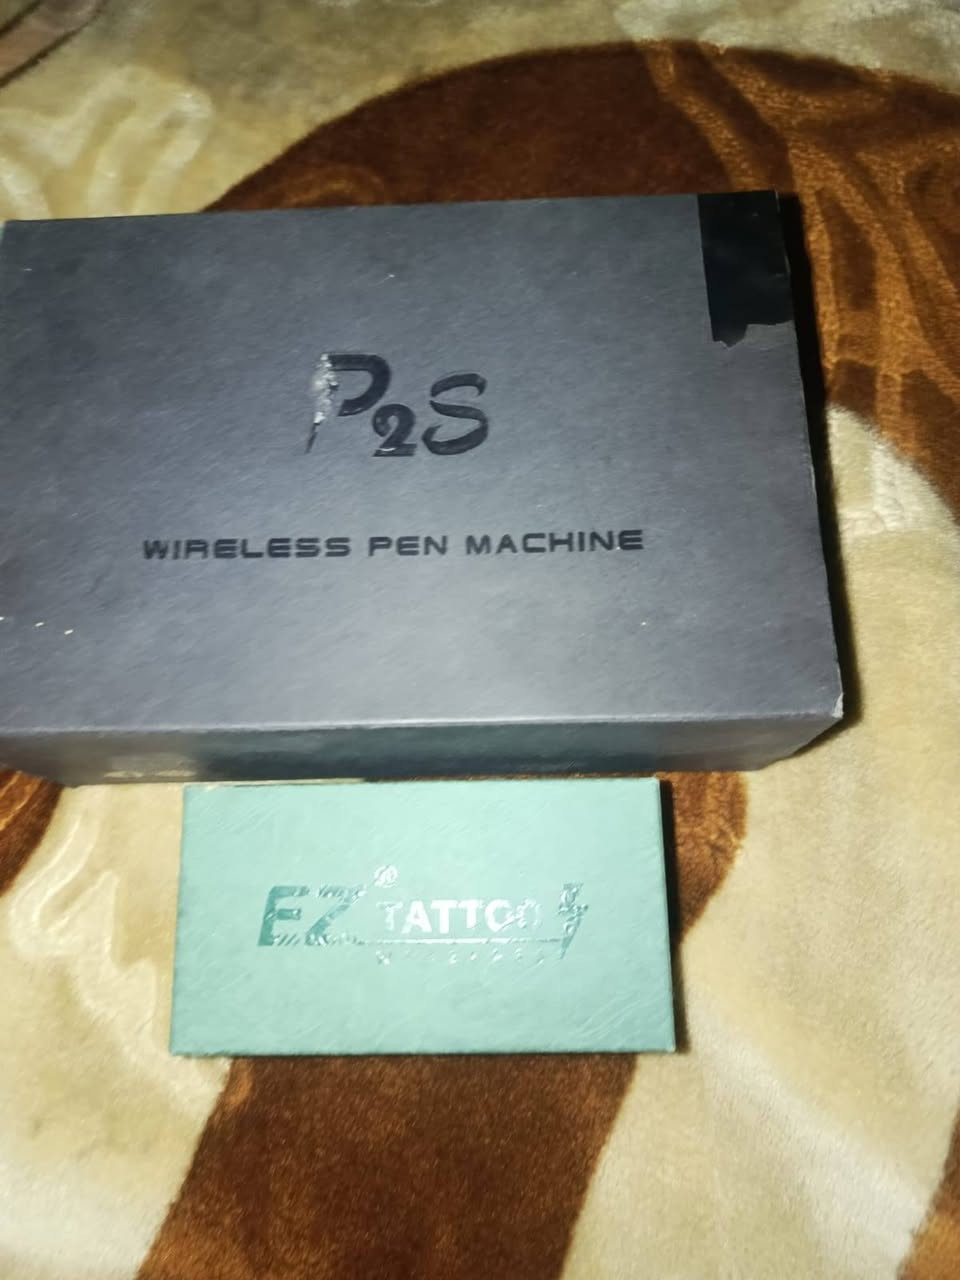 P2S
WIRELESS PEN MACHINE
EZ® TATTOO